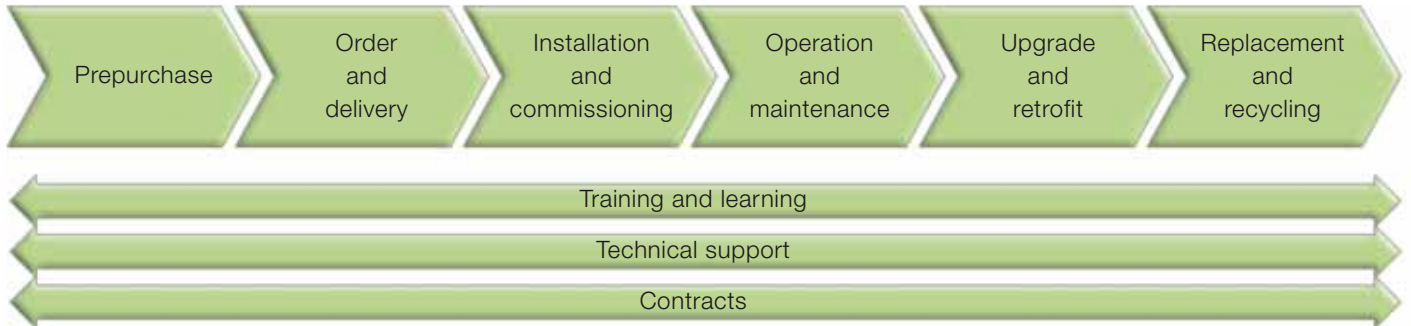 Prepurchase
Order
and
delivery
Installation
and
commissioning
Operation
and
maintenance
Upgrade
and
retrofit
Replacement
and
recycling
Training and learning
Technical support
Contracts